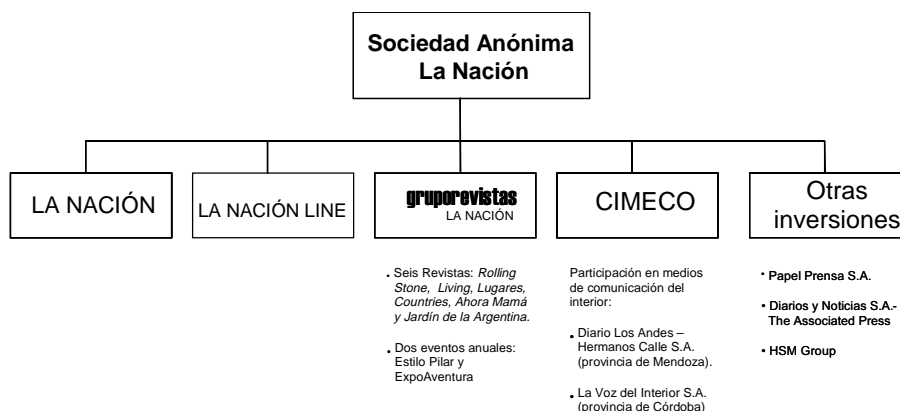 Sociedad Anónima
La Nación
LA NACIÓN
LA NACIÓN LINE
gruporevistas
LA NACIÓN
CIMECO
Otras
inversiones
• Seis Revistas: Rolling
Stone, Living, Lugares,
Countries, Ahora Mamá
y Jardín de la Argentina.
• Dos eventos anuales:
Estilo Pilar y
ExpoAventura
Participación en medios
de comunicación del
interior:
• Diario Los Andes –
Hermanos Calle S.A.
(provincia de Mendoza).
• La Voz del Interior S.A.
(provincia de Córdoba)
• Papel Prensa S.A.
• Diarios y Noticias S.A.-
The Associated Press
• HSM Group